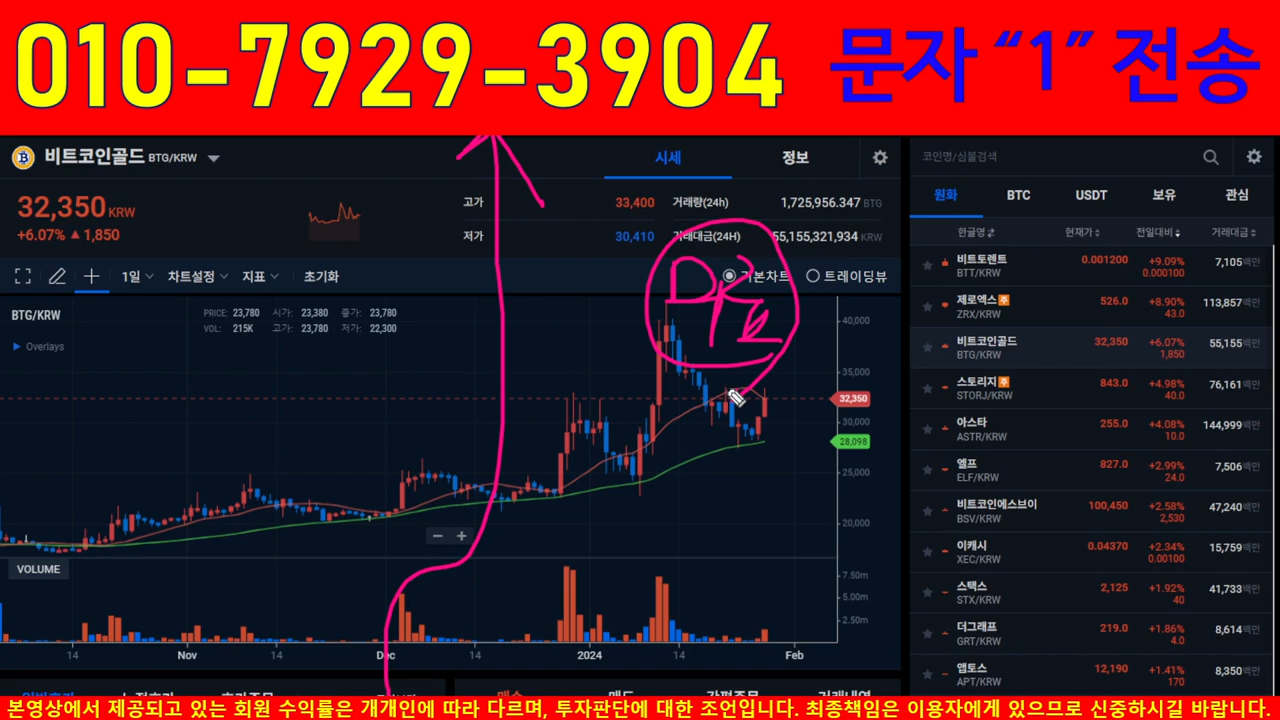 010-7929-3904 문자 “1” 전송
비트코인골드 BTG/KRW
시세 정보
코인명/심볼검색
32,350 KRW
+6.07% ▲ 1,850
고가 33,400 거래량(24h) 1,725,956.347 BTG
저가 30,410 거래대금(24H) 55,155,321,934 KRW
원화 BTC USDT 보유 관심
한글명 현재가 전일대비 거래대금
1일 차트설정 지표 초기화 기본차트 트레이딩뷰
BTG/KRW
PRICE: 23,780 시가: 23,380 종가: 23,780
VOL: 215K 고가: 23,780 저가: 22,300
Overlays
40,000
35,000
32,350
30,000
28,098
25,000
20,000
VOLUME
7.50m
5.00m
2.50m
14 Nov 14 Dec 14 2024 14 Feb
비트토렌트 0.001200 +9.09% 7,105백만
BTT/KRW 0.000100
제로엑스 주 526.0 +8.90% 113,857백만
ZRX/KRW 43.0
비트코인골드 32,350 +6.07% 55,155백만
BTG/KRW 1,850
스토리지 주 843.0 +4.98% 76,161백만
STORJ/KRW 40.0
아스타 255.0 +4.08% 144,999백만
ASTR/KRW 10.0
엘프 827.0 +2.99% 7,506백만
ELF/KRW 24.0
비트코인에스브이 100,450 +2.58% 47,240백만
BSV/KRW 2,530
이캐시 0.04370 +2.34% 15,759백만
XEC/KRW 0.00100
스택스 2,125 +1.92% 41,733백만
STX/KRW 40
더그래프 219.0 +1.86% 8,614백만
GRT/KRW 4.0
앱토스 12,190 +1.41% 8,350백만
APT/KRW 170
본영상에서 제공되고 있는 회원 수익률은 개개인에 따라 다르며, 투자판단에 대한 조언입니다. 최종책임은 이용자에게 있으므로 신중하시길 바랍니다.